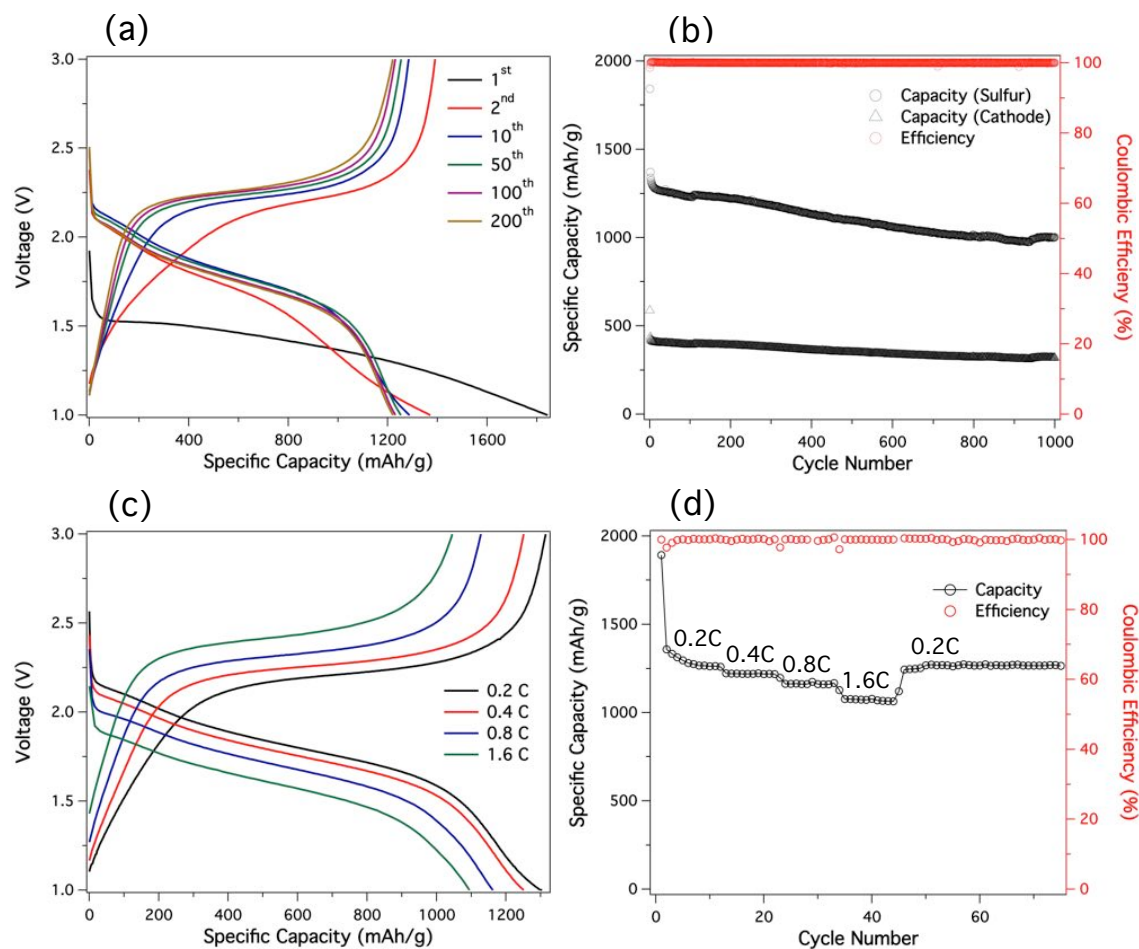 (a)
3.0
2.5
2.0
1.5
1.0
Voltage (V)
0
400
800
1200
1600
Specific Capacity (mAh/g)
1st
2nd
10th
50th
100th
200th
(b)
2000
1500
1000
500
0
Specific Capacity (mAh/g)
Capacity (Sulfur)
Capacity (Cathode)
Efficiency
100
80
60
40
20
0
Coulombic Efficieny (%)
0
200
400
600
800
1000
Cycle Number
(c)
3.0
2.5
2.0
1.5
1.0
Voltage (V)
0.2 C
0.4 C
0.8 C
1.6 C
0
200
400
600
800
1000
1200
Specific Capacity (mAh/g)
(d)
2000
1500
1000
500
0
Specific Capacity (mAh/g)
Capacity
Efficiency
0.2C
0.4C
0.8C
1.6C
0.2C
100
80
60
40
20
0
Coulombic Efficiency (%)
0
20
40
60
Cycle Number